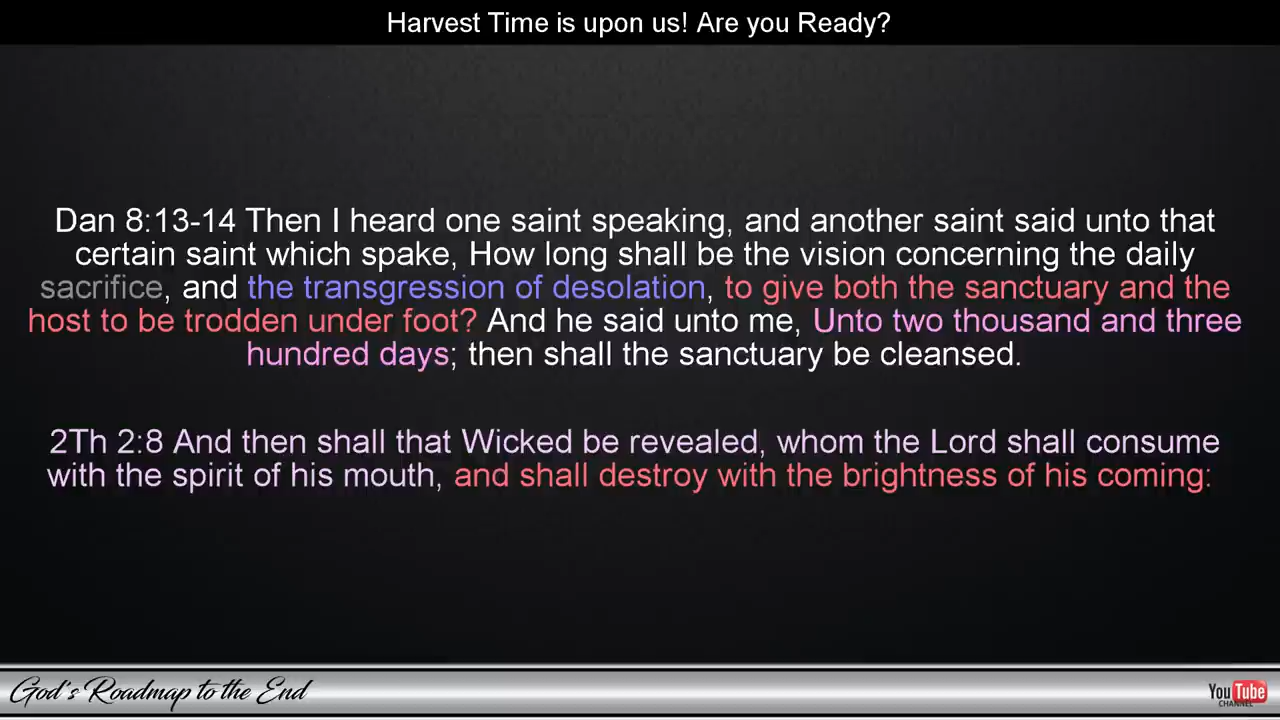 Harvest Time is upon us! Are you Ready?
Dan 8:13-14 Then I heard one saint speaking, and another saint said unto that
certain saint which spake, How long shall be the vision concerning the daily
sacrifice, and the transgression of desolation, to give both the sanctuary and the
host to be trodden under foot? And he said unto me, Unto two thousand and three
hundred days; then shall the sanctuary be cleansed.
2Th 2:8 And then shall that Wicked be revealed, whom the Lord shall consume
with the spirit of his mouth, and shall destroy with the brightness of his coming:
God's Roadmap to the End
YouTube
CHANNEL